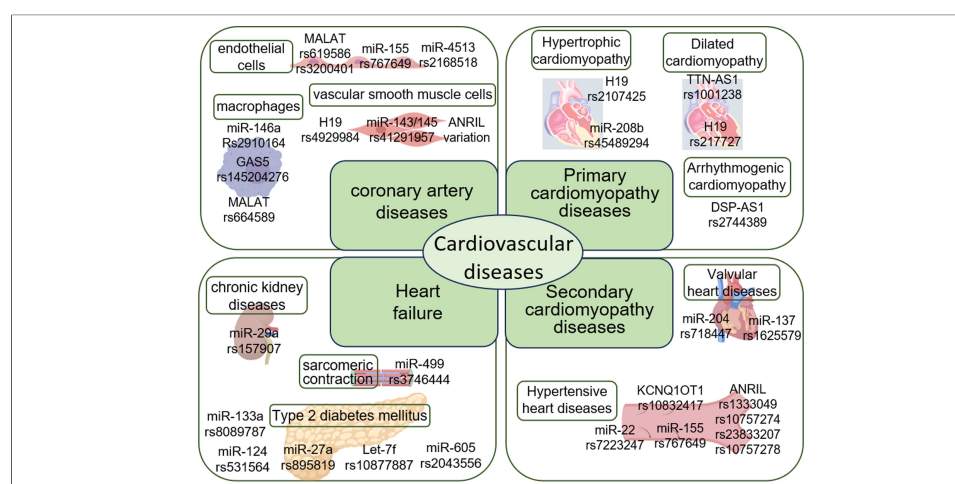 endothelial
cells
MALAT
rs619586
rs3200401
miR-155
rs767649
miR-4513
rs2168518
macrophages
miR-146a
Rs2910164
GAS5
rs145204276
MALAT
rs664589
vascular smooth muscle cells
H19
rs4929984
miR-143/145
rs41291957
ANRIL
variation
coronary artery
diseases
Hypertrophic
cardiomyopathy
H19
rs2107425
miR-208b
rs45489294
Dilated
cardiomyopathy
TTN-AS1
rs1001238
H19
rs217727
Arrhythmogenic
cardiomyopathy
DSP-AS1
rs2744389
Primary
cardiomyopathy
diseases
Cardiovascular
diseases
Heart
failure
chronic kidney
diseases
miR-29a
rs157907
sarcomeric
contraction
miR-499
rs3746444
Type 2 diabetes mellitus
miR-133a
rs8089787
miR-124
rs531564
miR-27a
rs895819
Let-7f
rs10877887
miR-605
rs2043556
Secondary
cardiomyopathy
diseases
Valvular
heart diseases
miR-204
rs718447
miR-137
rs1625579
Hypertensive
heart diseases
KCNQ1OT1
rs10832417
miR-22
rs7223247
miR-155
rs767649
ANRIL
rs1333049
rs10757274
rs23833207
rs10757278